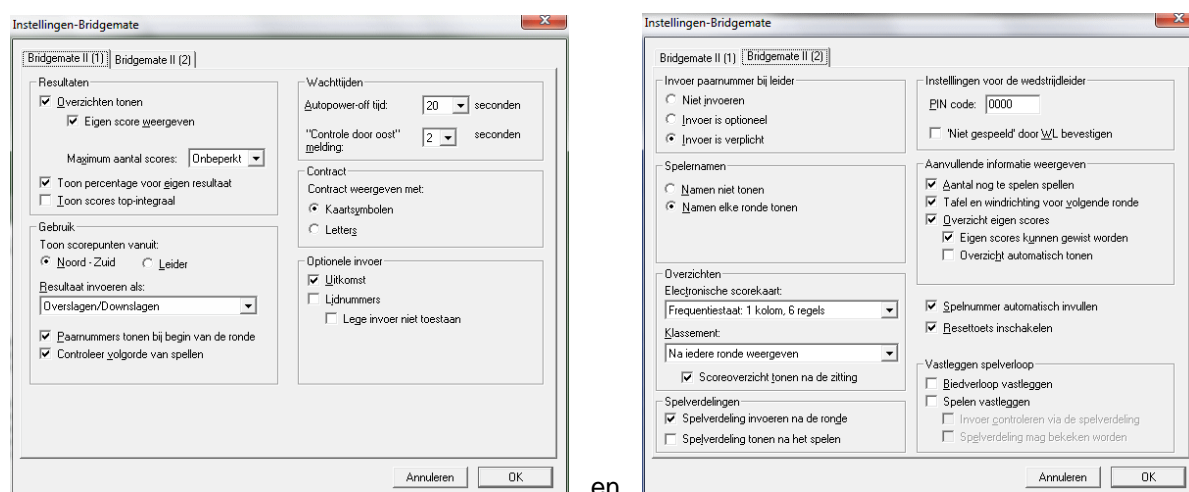 Instellingen-Bridgemate
Bridgemate II (1) Bridgemate II (2)
Resultaten
Overzichten tonen
Eigen score weergeven
Maximum aantal scores: Onbeperkt
Toon percentage voor eigen resultaat
Toon scores top-integraal
Gebruik
Toon scorepunten vanuit:
Noord - Zuid Leider
Resultaat invoeren als:
Overslagen/Downslagen
Paarnummers tonen bij begin van de ronde
Controleer volgorde van spellen
Wachttijden
Autopower-off tijd: 20 seconden
"Controle door oost" 2 seconden
melding:
Contract
Contract weergeven met:
Kaartsymbolen
Letters
Optionele invoer
Uitkomst
Lidnummers
Lege invoer niet toestaan
Annuleren OK
en
Instellingen-Bridgemate
Bridgemate II (1) Bridgemate II (2)
Invoer paarnummer bij leider
Niet invoeren
Invoer is optioneel
Invoer is verplicht
Spelernamen
Namen niet tonen
Namen elke ronde tonen
Overzichten
Electronische scorekaart:
Frequentiestaat: 1 kolom, 6 regels
Klassement:
Na iedere ronde weergeven
Scoreoverzicht tonen na de zitting
Spelverdelingen
Spelverdeling invoeren na de ronde
Spelverdeling tonen na het spelen
Instelllingen voor de wedstrijdleider
PIN code: 0000
'Niet gespeeld' door WL bevestigen
Aanvullende informatie weergeven
Aantal nog te spelen spellen
Tafel en windrichting voor volgende ronde
Overzicht eigen scores
Eigen scores kunnen gewist worden
Overzicht automatisch tonen
Spelnummer automatisch invullen
Resettoets inschakelen
Vastleggen spelverloop
Biedverloop vastleggen
Spelen vastleggen
Invoer controleren via de spelverdeling
Spelverdeling mag bekeken worden
Annuleren OK